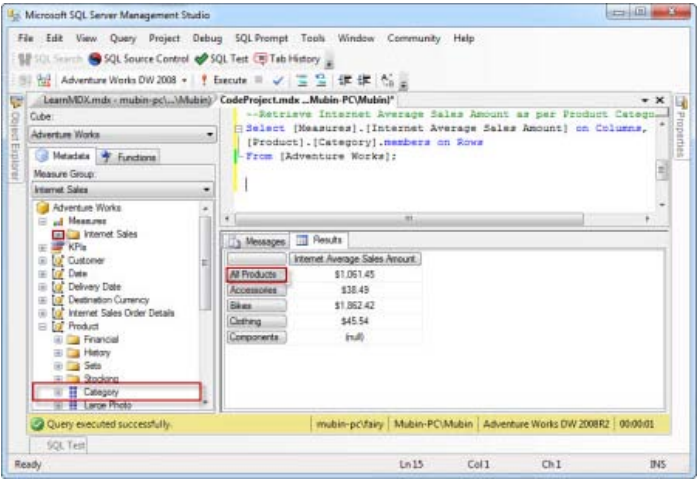 Microsoft SQL Server Management Studio
File Edit View Query Project Debug SQL Prompt Tools Window Community Help
SQL Search SQL Source Control SQL Test Tab History
Adventure Works DW 2008 Execute
LearnMDX.mdx - mubin-pc\...\Mubin) CodeProject.mdx ...Mubin-PC\Mubin)*
Object Explorer
Properties
Cube:
Adventure Works
Metadata Functions
Measure Group:
Internet Sales
Adventure Works
Measures
Internet Sales
KPIs
Customer
Date
Delivery Date
Destination Currency
Internet Sales Order Details
Product
Financial
History
Sets
Stocking
Category
Large Photo
--Retrieve Internet Average Sales Amount as per Product Catego
Select [Measures].[Internet Average Sales Amount] on Columns,
[Product].[Category].members on Rows
From [Adventure Works];
Messages Results
Internet Average Sales Amount
All Products $1,061.45
Accessories $38.49
Bikes $1,862.42
Clothing $45.54
Components (null)
Query executed successfully. mubin-pc\fairy Mubin-PC\Mubin Adventure Works DW 2008R2 00:00:01
SQL Test
Ready Ln 15 Col 1 Ch 1 INS